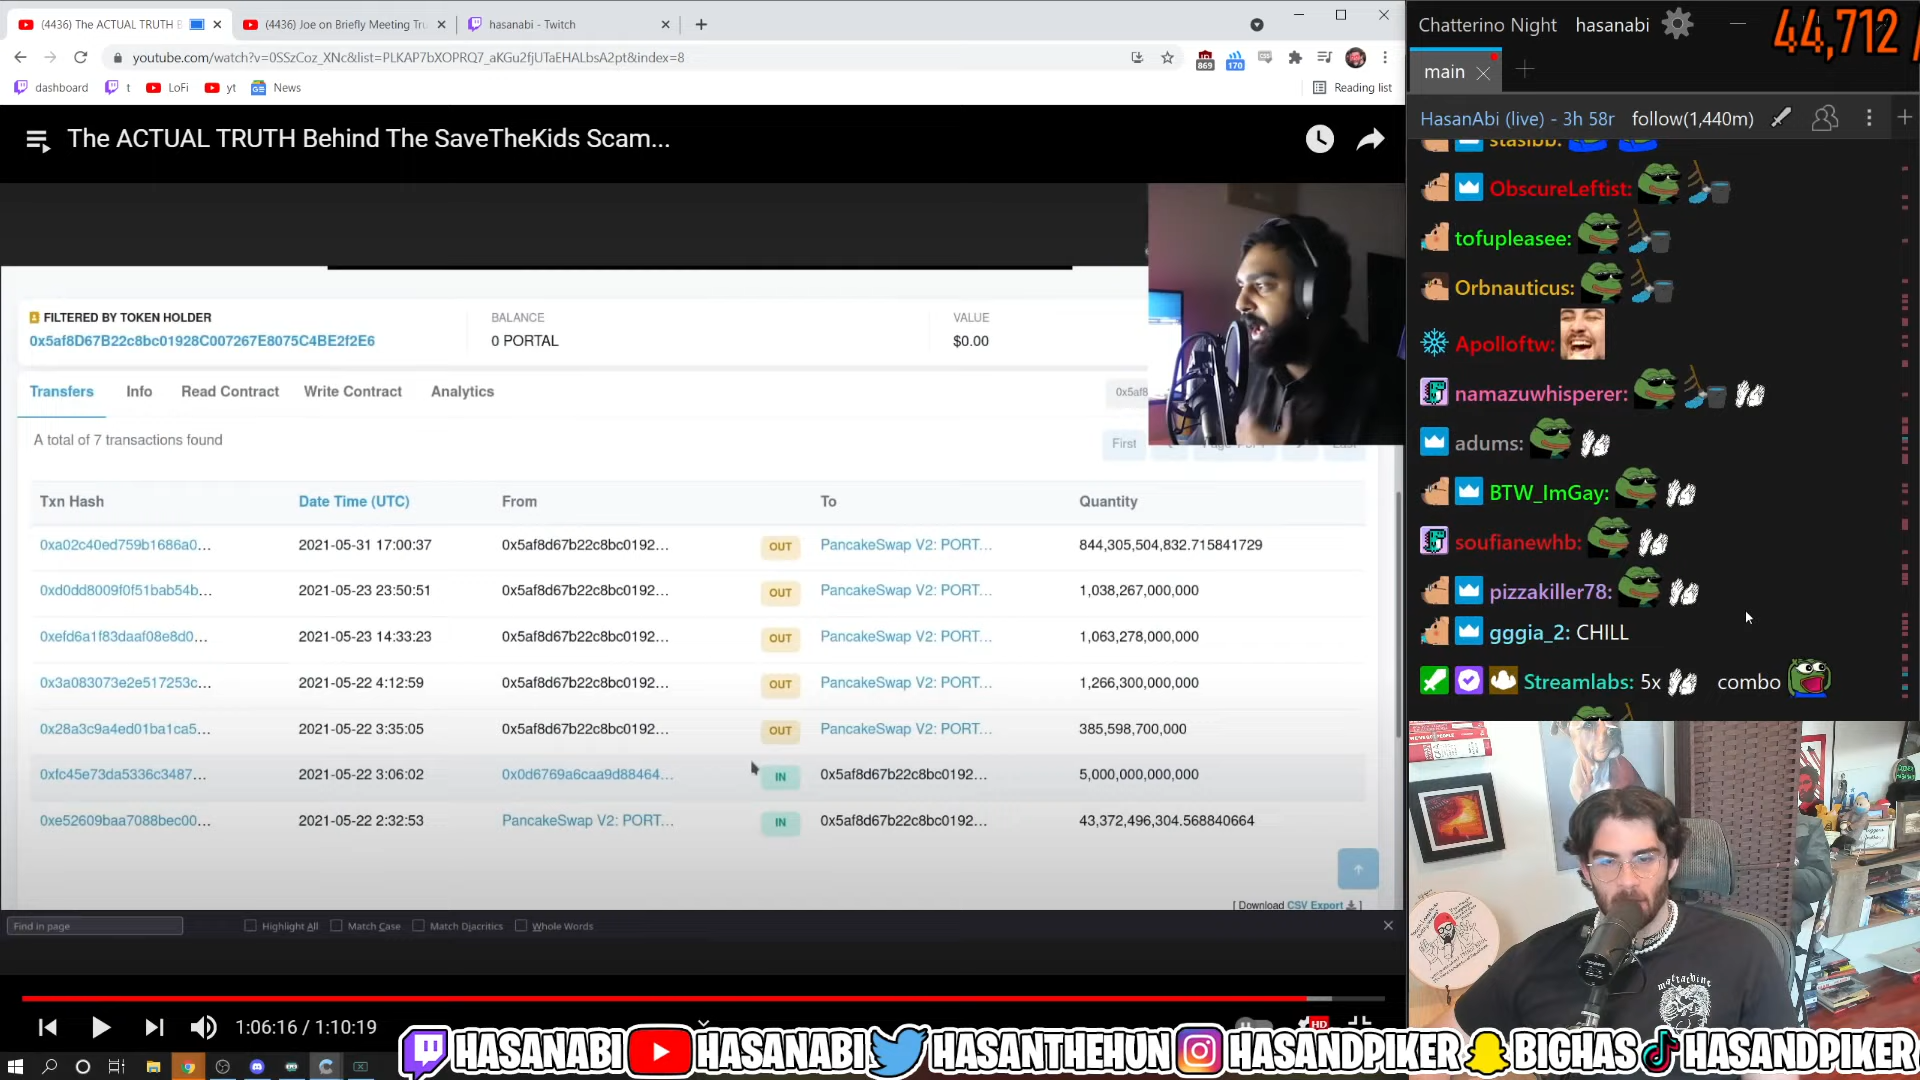 (4436) The ACTUAL TRUTH B
(4436) Joe on Briefly Meeting Tru
hasanabi - Twitch
youtube.com/watch?v=0SSzCoz_XNc&list=PLKAP7bXOPRQ7_aKGu2fjUTaEHALbsA2pt&index=8
869
170
dashboard
t
LoFi
yt
News
Reading list
The ACTUAL TRUTH Behind The SaveTheKids Scam...
FILTERED BY TOKEN HOLDER
0x5af8D67B22c8bc01928C007267E8075C4BE2f2E6
BALANCE
0 PORTAL
VALUE
$0.00
Transfers Info Read Contract Write Contract Analytics
0x5af8
A total of 7 transactions found
First
Txn Hash Date Time (UTC) From To Quantity
0xa02c40ed759b1686a0... 2021-05-31 17:00:37 0x5af8d67b22c8bc0192... OUT PancakeSwap V2: PORT... 844,305,504,832.715841729
0xd0dd8009f0f51bab54b... 2021-05-23 23:50:51 0x5af8d67b22c8bc0192... OUT PancakeSwap V2: PORT... 1,038,267,000,000
0xefd6a1f83daaf08e8d0... 2021-05-23 14:33:23 0x5af8d67b22c8bc0192... OUT PancakeSwap V2: PORT... 1,063,278,000,000
0x3a083073e2e517253c... 2021-05-22 4:12:59 0x5af8d67b22c8bc0192... OUT PancakeSwap V2: PORT... 1,266,300,000,000
0x28a3c9a4ed01ba1ca5... 2021-05-22 3:35:05 0x5af8d67b22c8bc0192... OUT PancakeSwap V2: PORT... 385,598,700,000
0xfc45e73da5336c3487... 2021-05-22 3:06:02 0x0d6769a6caa9d88464... IN 0x5af8d67b22c8bc0192... 5,000,000,000,000
0xe52609baa7088bec00... 2021-05-22 2:32:53 PancakeSwap V2: PORT... IN 0x5af8d67b22c8bc0192... 43,372,496,304.568840664
[ Download CSV Export ]
Find in page Highlight All Match Case Match Diacritics Whole Words
1:06:16 / 1:10:19
HD
HASANABI HASANABI HASANTHEHUN HASANDPIKER BIGHAS HASANDPIKER
Chatterino Night hasanabi
44,712 /
main
HasanAbi (live) - 3h 58r follow(1,440m)
stasibb:
ObscureLeftist:
tofupleasee:
Orbnauticus:
Apolloftw:
namazuwhisperer:
adums:
BTW_ImGay:
soufianewhb:
pizzakiller78:
gggia_2: CHILL
Streamlabs: 5x combo